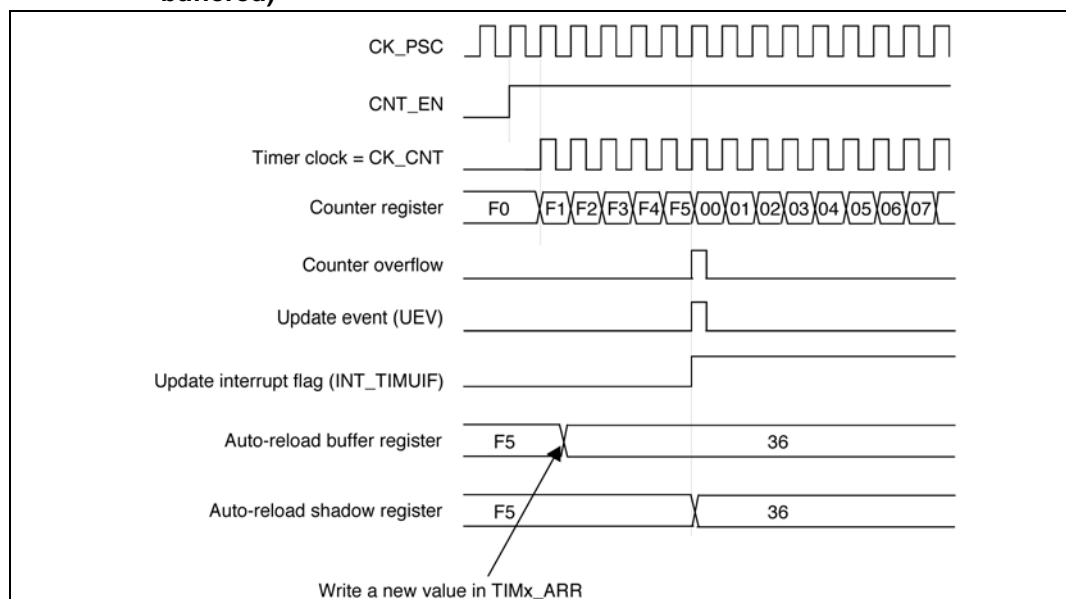 buffered)
CK_PSC
CNT_EN
Timer clock = CK_CNT
Counter register F0 F1 F2 F3 F4 F5 00 01 02 03 04 05 06 07
Counter overflow
Update event (UEV)
Update interrupt flag (INT_TIMUIF)
Auto-reload buffer register F5 36
Auto-reload shadow register F5 36
Write a new value in TIMx_ARR